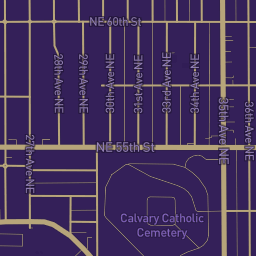 NE 60th St
28th Ave NE
29th Ave NE
30th Ave NE
31st Ave NE
33rd Ave NE
34th Ave NE
35th Ave NE
36th Ave NE
27th Ave NE
NE 55th St
Calvary Catholic
Cemetery